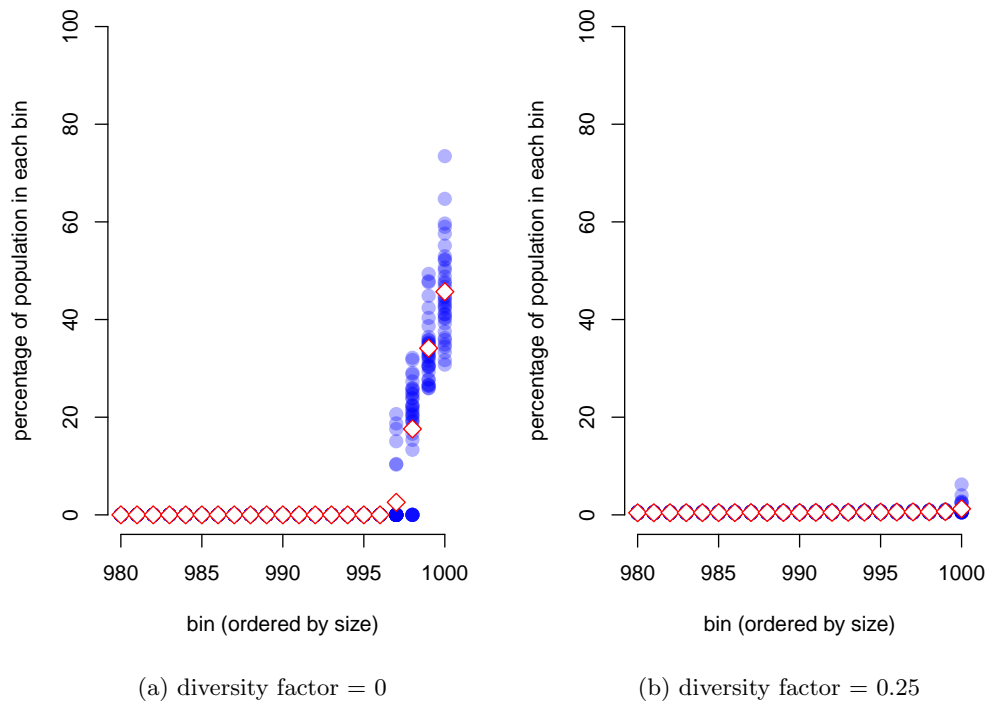 100
80
60
40
20
0
percentage of population in each bin
980 985 990 995 1000
bin (ordered by size)
(a) diversity factor = 0
100
80
60
40
20
0
percentage of population in each bin
980 985 990 995 1000
bin (ordered by size)
(b) diversity factor = 0.25